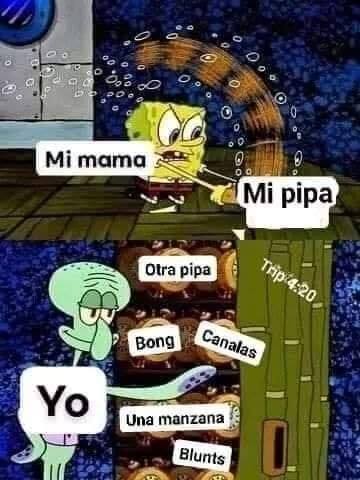 Mi mama
Mi pipa
Otra pipa
Trip 4:20
Bong
Canalas
Yo
Una manzana
Blunts